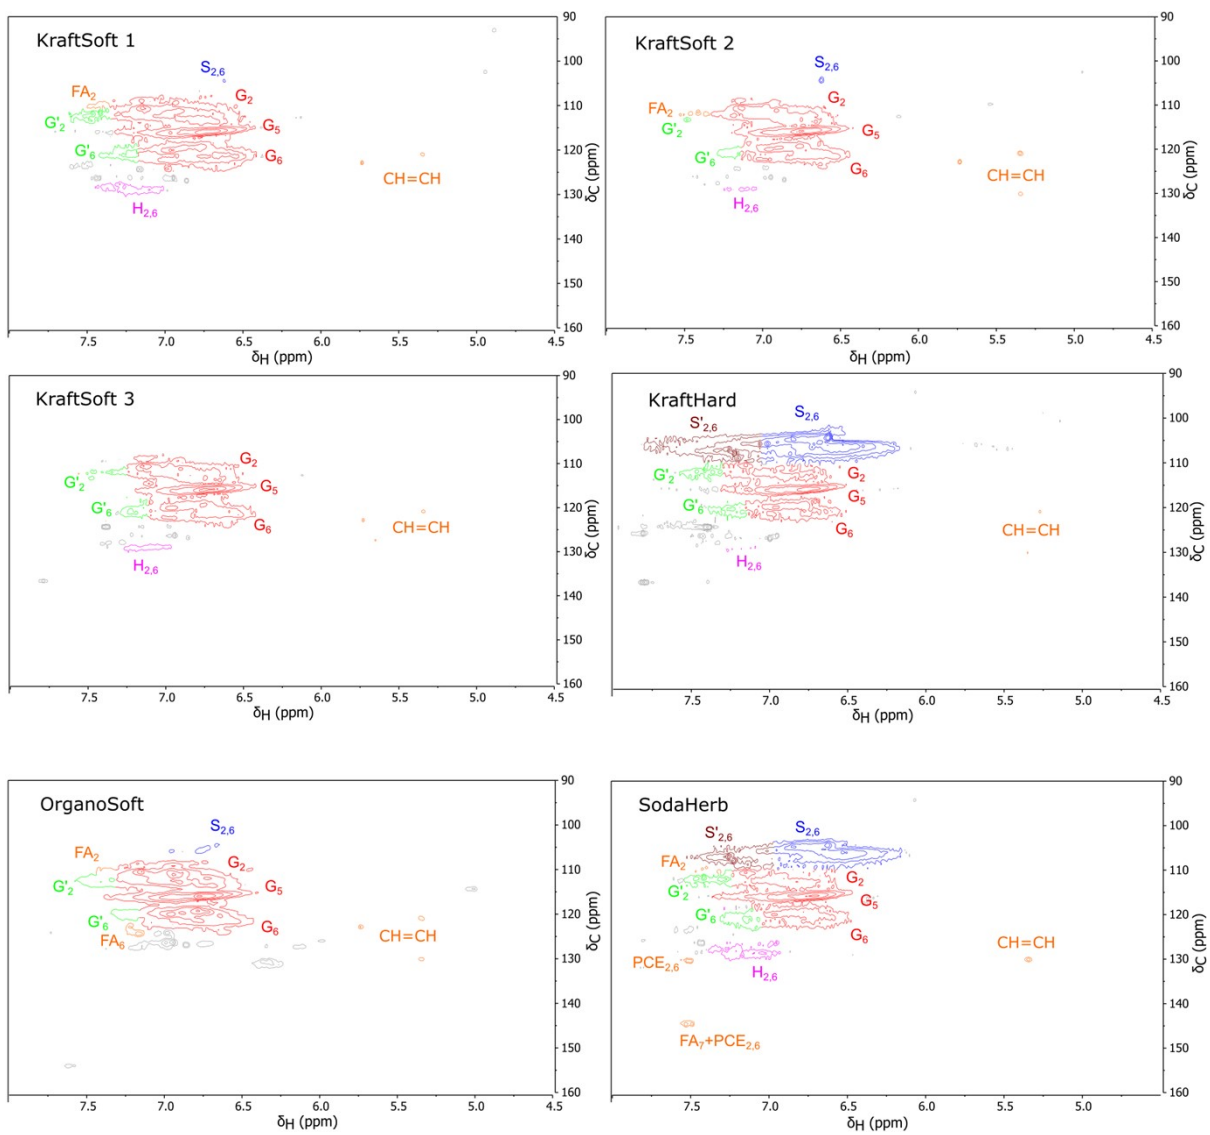 KraftSoft 1
S2,6
FA2
G2
G'2
G5
G'6
G6
CH=CH
H2,6
90
100
110
120
130
140
150
160
δC (ppm)
7.5 7.0 6.5 6.0 5.5 5.0 4.5
δH (ppm)
KraftSoft 2
S2,6
FA2
G2
G'2
G5
G'6
G6
CH=CH
H2,6
90
100
110
120
130
140
150
160
δC (ppm)
7.5 7.0 6.5 6.0 5.5 5.0 4.5
δH (ppm)
KraftSoft 3
G2
G'2
G5
G'6
G6
CH=CH
H2,6
90
100
110
120
130
140
150
160
δC (ppm)
7.5 7.0 6.5 6.0 5.5 5.0 4.5
δH (ppm)
KraftHard
S'2,6
S2,6
G'2
G2
G5
G'6
G6
CH=CH
H2,6
90
100
110
120
130
140
150
160
δC (ppm)
7.5 7.0 6.5 6.0 5.5 5.0 4.5
δH (ppm)
OrganoSoft
S2,6
FA2
G2
G'2
G5
G'6
G6
FA6
CH=CH
90
100
110
120
130
140
150
160
δC (ppm)
7.5 7.0 6.5 6.0 5.5 5.0 4.5
δH (ppm)
SodaHerb
S'2,6
S2,6
FA2
G2
G'2
G5
G'6
G6
CH=CH
PCE2,6
H2,6
FA7+PCE2,6
90
100
110
120
130
140
150
160
δC (ppm)
7.5 7.0 6.5 6.0 5.5 5.0
δH (ppm)